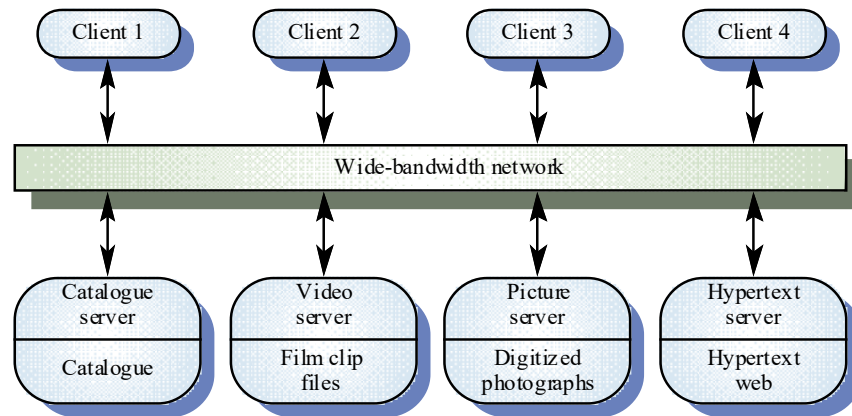 Client 1
Client 2
Client 3
Client 4
Wide-bandwidth network
Catalogue
server
Catalogue
Video
server
Film clip
files
Picture
server
Digitized
photographs
Hypertext
server
Hypertext
web